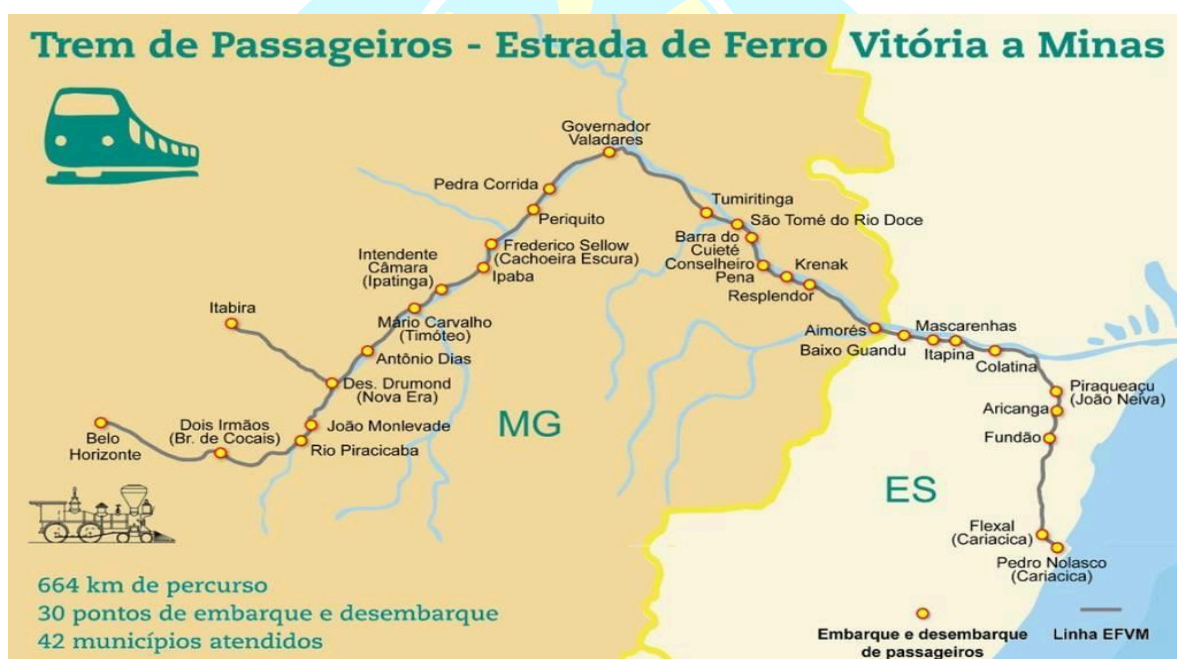 Trem de Passageiros - Estrada de Ferro Vitória a Minas
Governador
Valadares
Pedra Corrida
Periquito
Tumiritinga
São Tomé do Rio Doce
Barra do
Cuieté
Conselheiro
Pena
Krenak
Resplendor
Frederico Sellow
(Cachoeira Escura)
Ipaba
Intendente
Câmara
(Ipatinga)
Itabira
Mário Carvalho
(Timóteo)
Antônio Dias
Des. Drumond
(Nova Era)
João Monlevade
Rio Piracicaba
Dois Irmãos
(Br. de Cocais)
Belo
Horizonte
MG
Aimorés
Baixo Guandu
Mascarenhas
Itapina
Colatina
Piraqueaçu
(João Neiva)
Aricanga
Fundão
ES
Flexal
(Cariacica)
Pedro Nolasco
(Cariacica)
664 km de percurso
30 pontos de embarque e desembarque
42 municípios atendidos
Embarque e desembarque
de passageiros
Linha EFVM